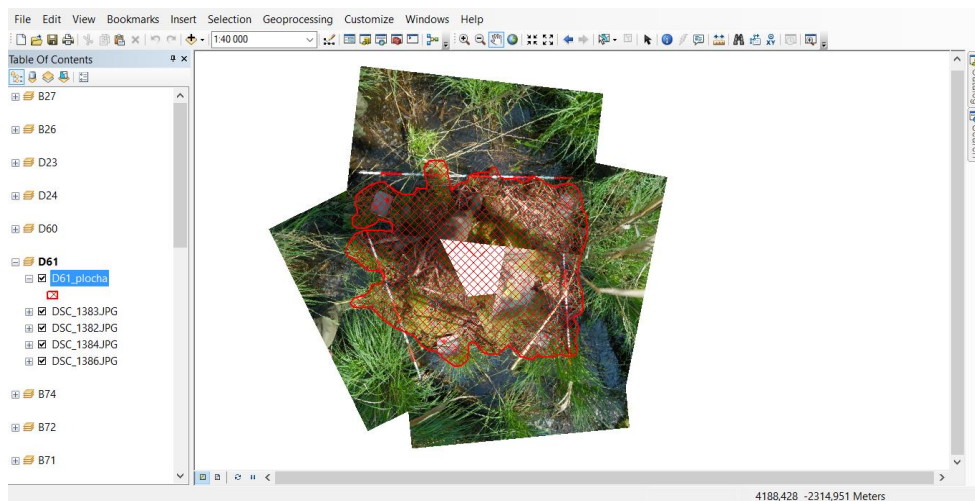 File Edit View Bookmarks Insert Selection Geoprocessing Customize Windows Help
1:40 000
Table Of Contents
B27
B26
D23
D24
D60
D61
D61_plocha
DSC_1383.JPG
DSC_1382.JPG
DSC_1384.JPG
DSC_1386.JPG
B74
B72
B71
4188,428 -2314,951 Meters